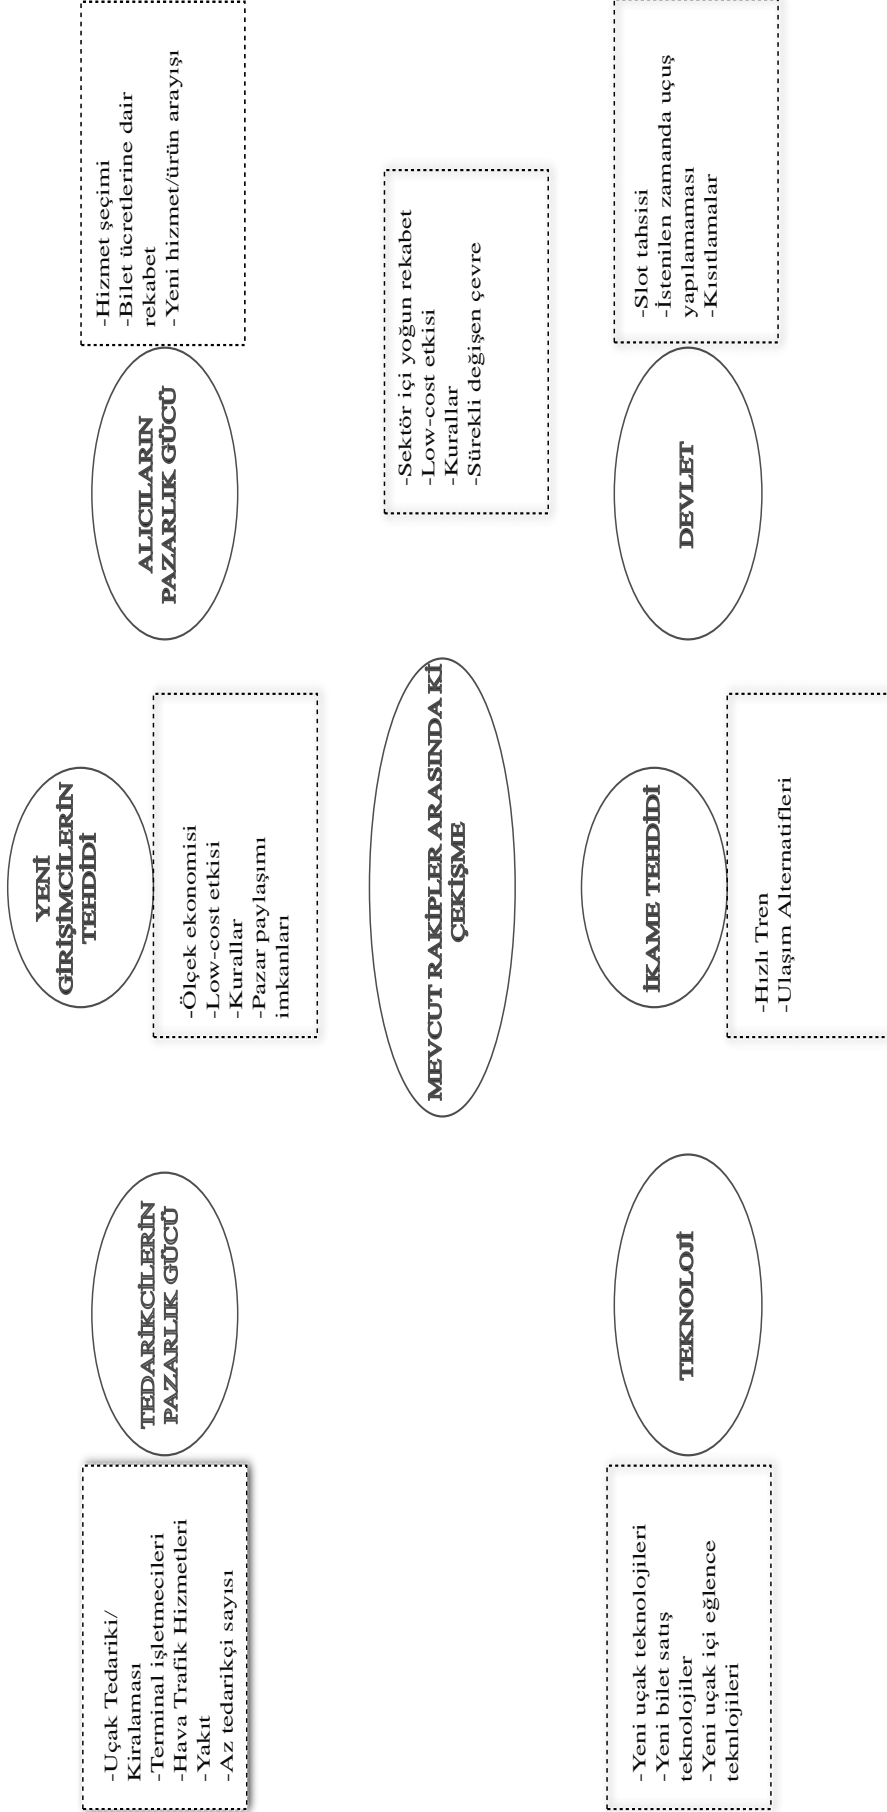 -Uçak Tedariki/
Kiralaması
-Terminal işletmecileri
-Hava Trafik Hizmetleri
-Yakıt
-Az tedarikçi sayısı
TEDARİKCİLERİN
PAZARLIK GÜCÜ
YENİ
GİRİŞİMCİLERİN
TEHDİDİ
-Ölçek ekonomisi
-Low-cost etkisi
-Kurallar
-Pazar paylaşımı
imkanları
ALICILARIN
PAZARLIK GÜCÜ
-Hizmet şeçimi
-Bilet ücretlerine dair
rekabet
-Yeni hizmet/ürün arayışı
MEVCUT RAKİPLER ARASINDA Kİ
ÇEKİŞME
-Sektör içi yoğun rekabet
-Low-cost etkisi
-Kurallar
-Sürekli değişen çevre
-Yeni uçak teknolojileri
-Yeni bilet satış
teknolojiler
-Yeni uçak içi eğlence
teknlojileri
TEKNOLOJİ
İKAME TEHDİDİ
-Hızlı Tren
-Ulaşım Alternatifleri
DEVLET
-Slot tahsisi
-İstenilen zamanda uçuş
yapılamaması
-Kısıtlamalar